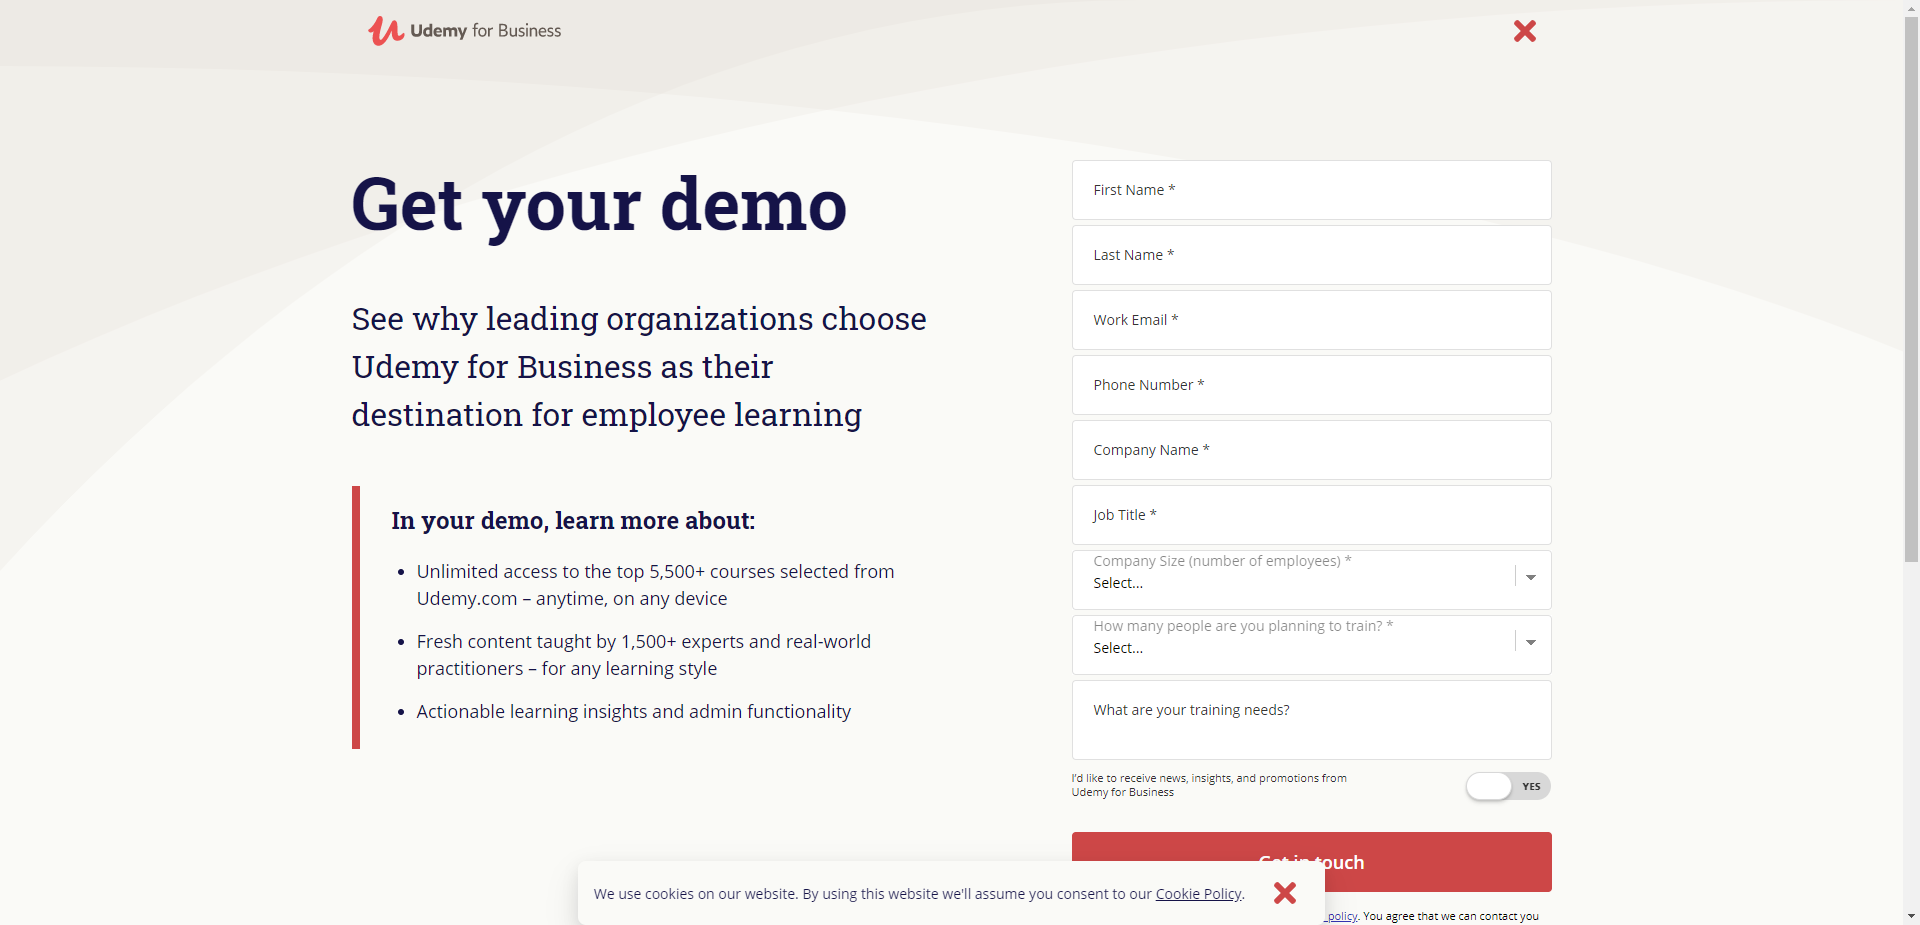 Udemy for Business
Get your demo
See why leading organizations choose
Udemy for Business as their
destination for employee learning
In your demo, learn more about:
• Unlimited access to the top 5,500+ courses selected from
Udemy.com – anytime, on any device
• Fresh content taught by 1,500+ experts and real-world
practitioners – for any learning style
• Actionable learning insights and admin functionality
First Name *
Last Name *
Work Email *
Phone Number *
Company Name *
Job Title *
Company Size (number of employees) *
Select...
How many people are you planning to train? *
Select...
What are your training needs?
I'd like to receive news, insights, and promotions from
Udemy for Business
YES
Get in touch
We use cookies on our website. By using this website we'll assume you consent to our Cookie Policy.
policy. You agree that we can contact you